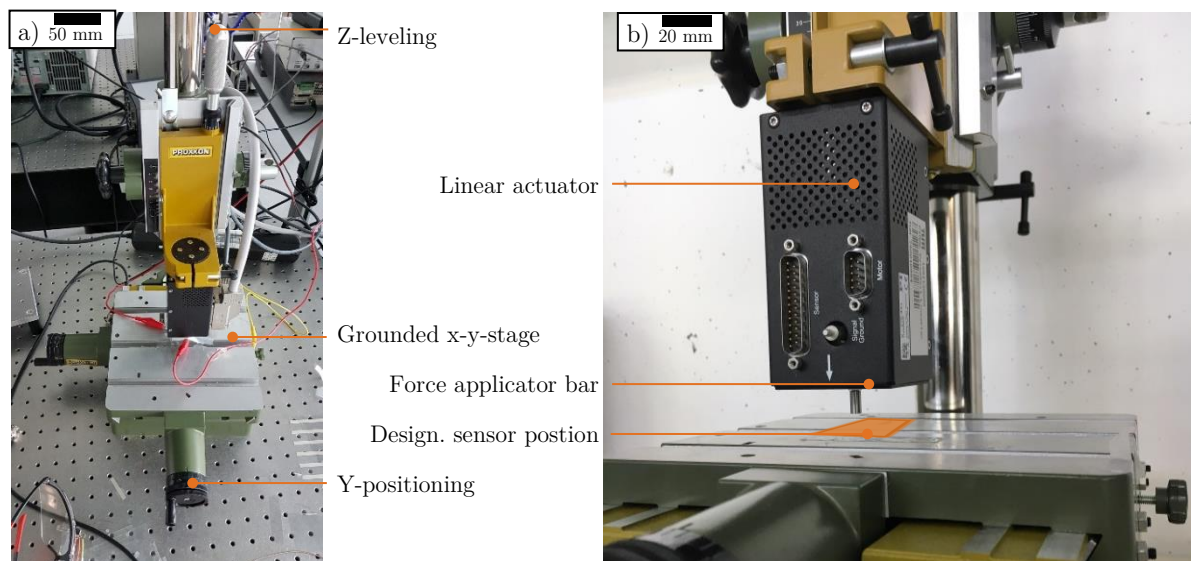 a) 50 mm
Z-leveling
PROXXON
Grounded x-y-stage
Y-positioning
b) 20 mm
Linear actuator
Force applicator bar
Design. sensor postion
Sensor
Motor
Signal
Ground